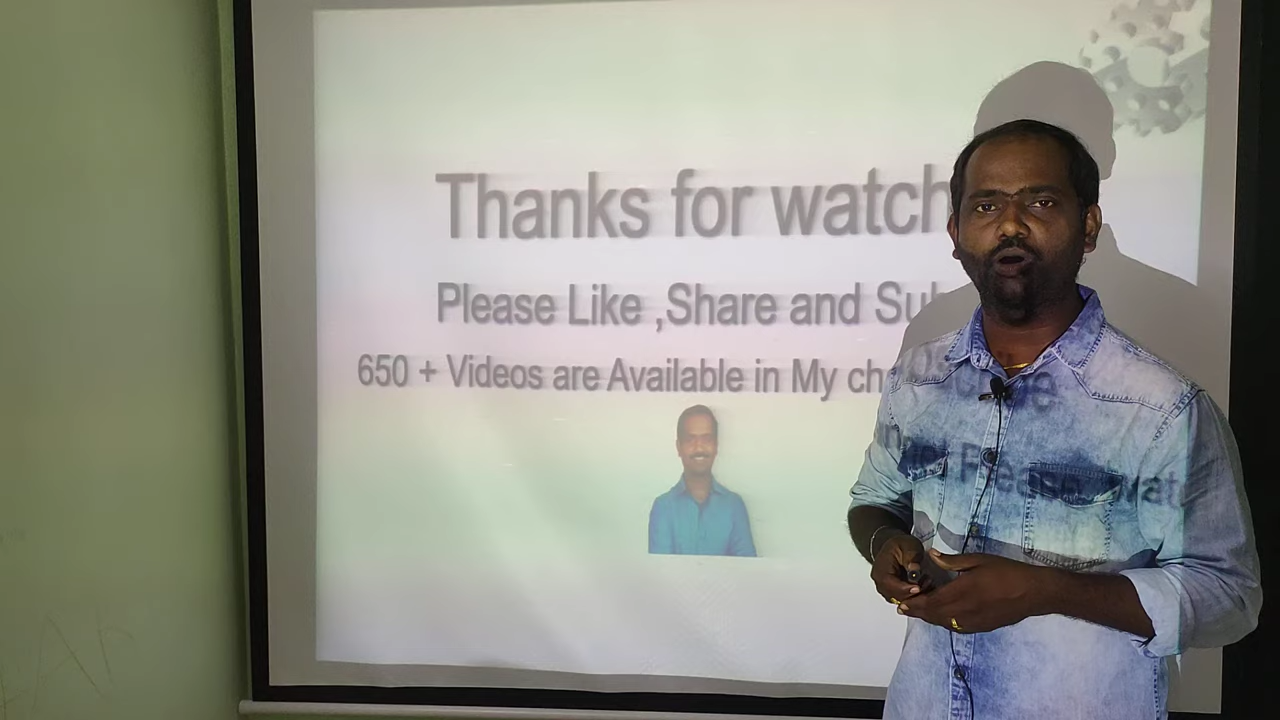 Thanks for watch
Please Like ,Share and Sub
650 + Videos are Available in My ch